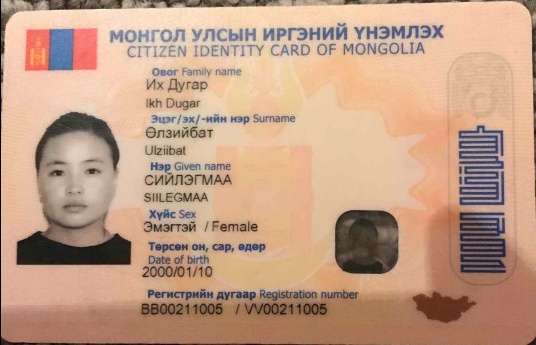 МОНГОЛ УЛСЫН ИРГЭНИЙ ҮНЭМЛЭХ
CITIZEN IDENTITY CARD OF MONGOLIA
Овог Family name
Их Дугар
Ikh Dugar
Эцэг/эх/-ийн нэр Surname
Өлзийбат
Ulziibat
Нэр Given name
СИЙЛЭГМАА
SIILEGMAA
Хүйс Sex
Эмэгтэй / Female
Төрсөн он, сар, өдөр
Date of birth
2000/01/10
Регистрийн дугаар Registration number
ВВ00211005 / VV00211005